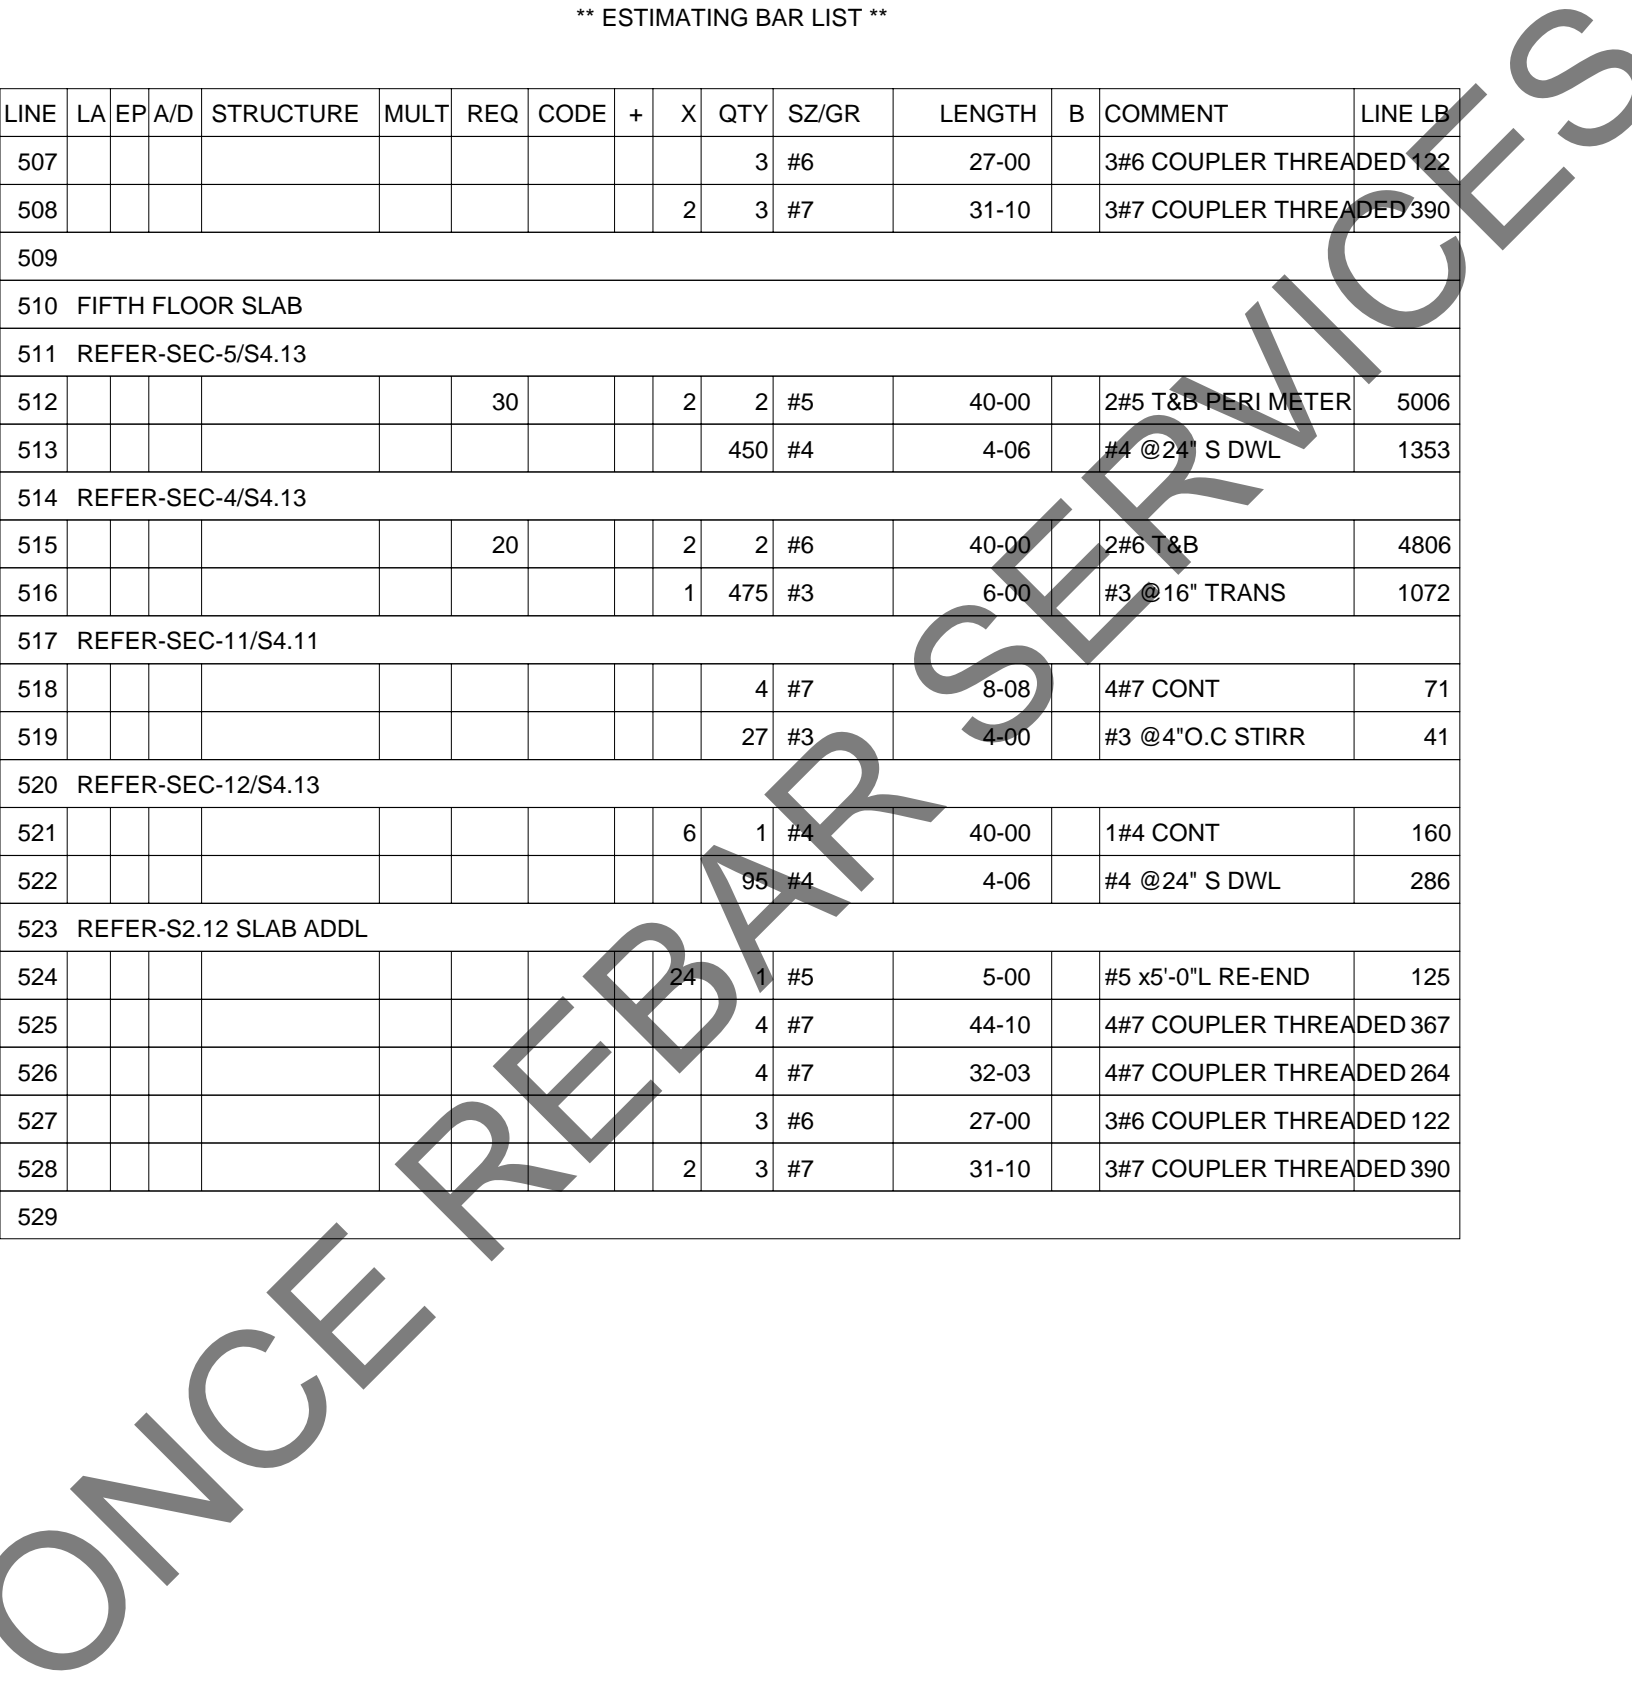 ** ESTIMATING BAR LIST **
LINE LA EP A/D STRUCTURE MULT REQ CODE + X QTY SZ/GR LENGTH B COMMENT LINE LB
507 3 #6 27-00 3#6 COUPLER THREADED 122
508 2 3 #7 31-10 3#7 COUPLER THREADED 390
509
510 FIFTH FLOOR SLAB
511 REFER-SEC-5/S4.13
512 30 2 2 #5 40-00 2#5 T&B PERI METER 5006
513 450 #4 4-06 #4 @24" S DWL 1353
514 REFER-SEC-4/S4.13
515 20 2 2 #6 40-00 2#6 T&B 4806
516 1 475 #3 6-00 #3 @16" TRANS 1072
517 REFER-SEC-11/S4.11
518 4 #7 8-08 4#7 CONT 71
519 27 #3 4-00 #3 @4"O.C STIRR 41
520 REFER-SEC-12/S4.13
521 6 1 #4 40-00 1#4 CONT 160
522 95 #4 4-06 #4 @24" S DWL 286
523 REFER-S2.12 SLAB ADDL
524 24 1 #5 5-00 #5 x5'-0"L RE-END 125
525 4 #7 44-10 4#7 COUPLER THREADED 367
526 4 #7 32-03 4#7 COUPLER THREADED 264
527 3 #6 27-00 3#6 COUPLER THREADED 122
528 2 3 #7 31-10 3#7 COUPLER THREADED 390
529
ONCE REBAR SERVICES